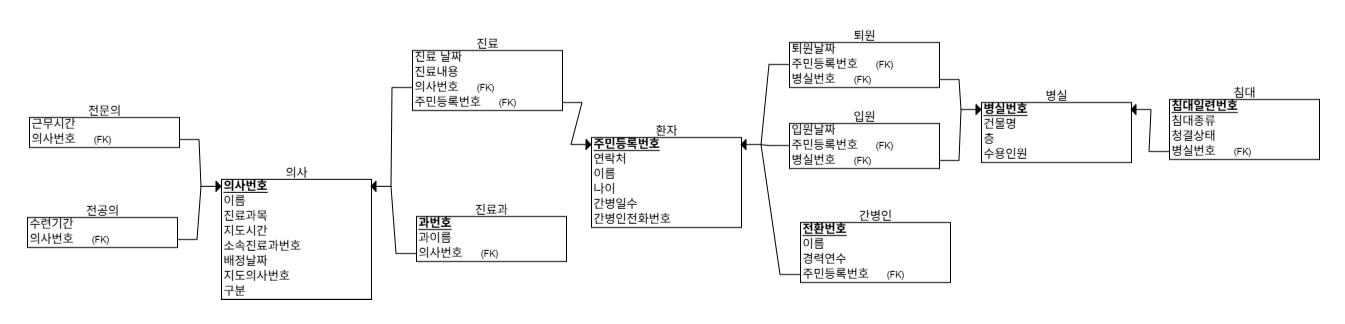 전문의
근무시간
의사번호 (FK)
전공의
수련기간
의사번호 (FK)
의사
의사번호
이름
진료과목
지도시간
소속진료과번호
배정날짜
지도의사번호
구분
진료
진료 날짜
진료내용
의사번호 (FK)
주민등록번호 (FK)
진료과
과번호
과이름
의사번호 (FK)
환자
주민등록번호
연락처
이름
나이
간병일수
간병인전화번호
퇴원
퇴원날짜
주민등록번호 (FK)
병실번호 (FK)
입원
입원날짜
주민등록번호 (FK)
병실번호 (FK)
간병인
전환번호
이름
경력연수
주민등록번호 (FK)
병실
병실번호
건물명
층
수용인원
침대
침대일련번호
침대종류
청결상태
병실번호 (FK)